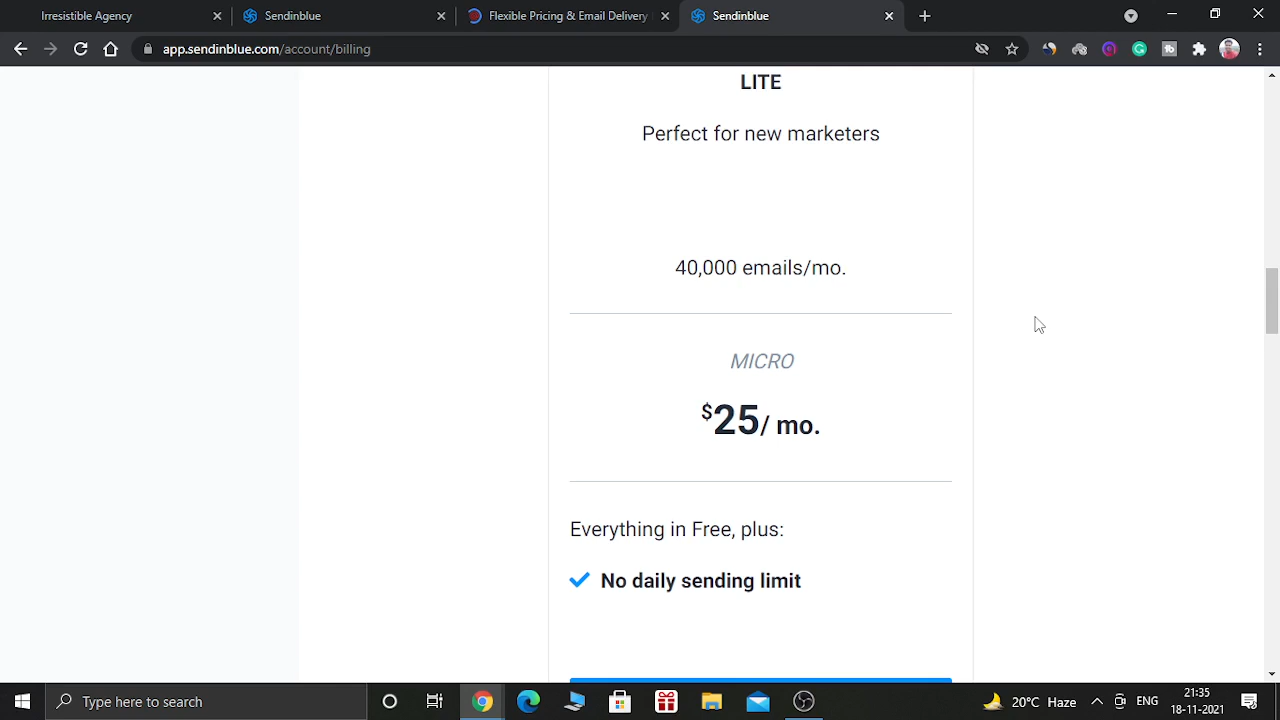 Irresistible Agency
Sendinblue
Flexible Pricing & Email Delivery
Sendinblue
app.sendinblue.com/account/billing
LITE
Perfect for new marketers
40,000 emails/mo.
MICRO
$25/ mo.
Everything in Free, plus:
No daily sending limit
Type here to search
20°C Haze
ENG
21:35
18-11-2021